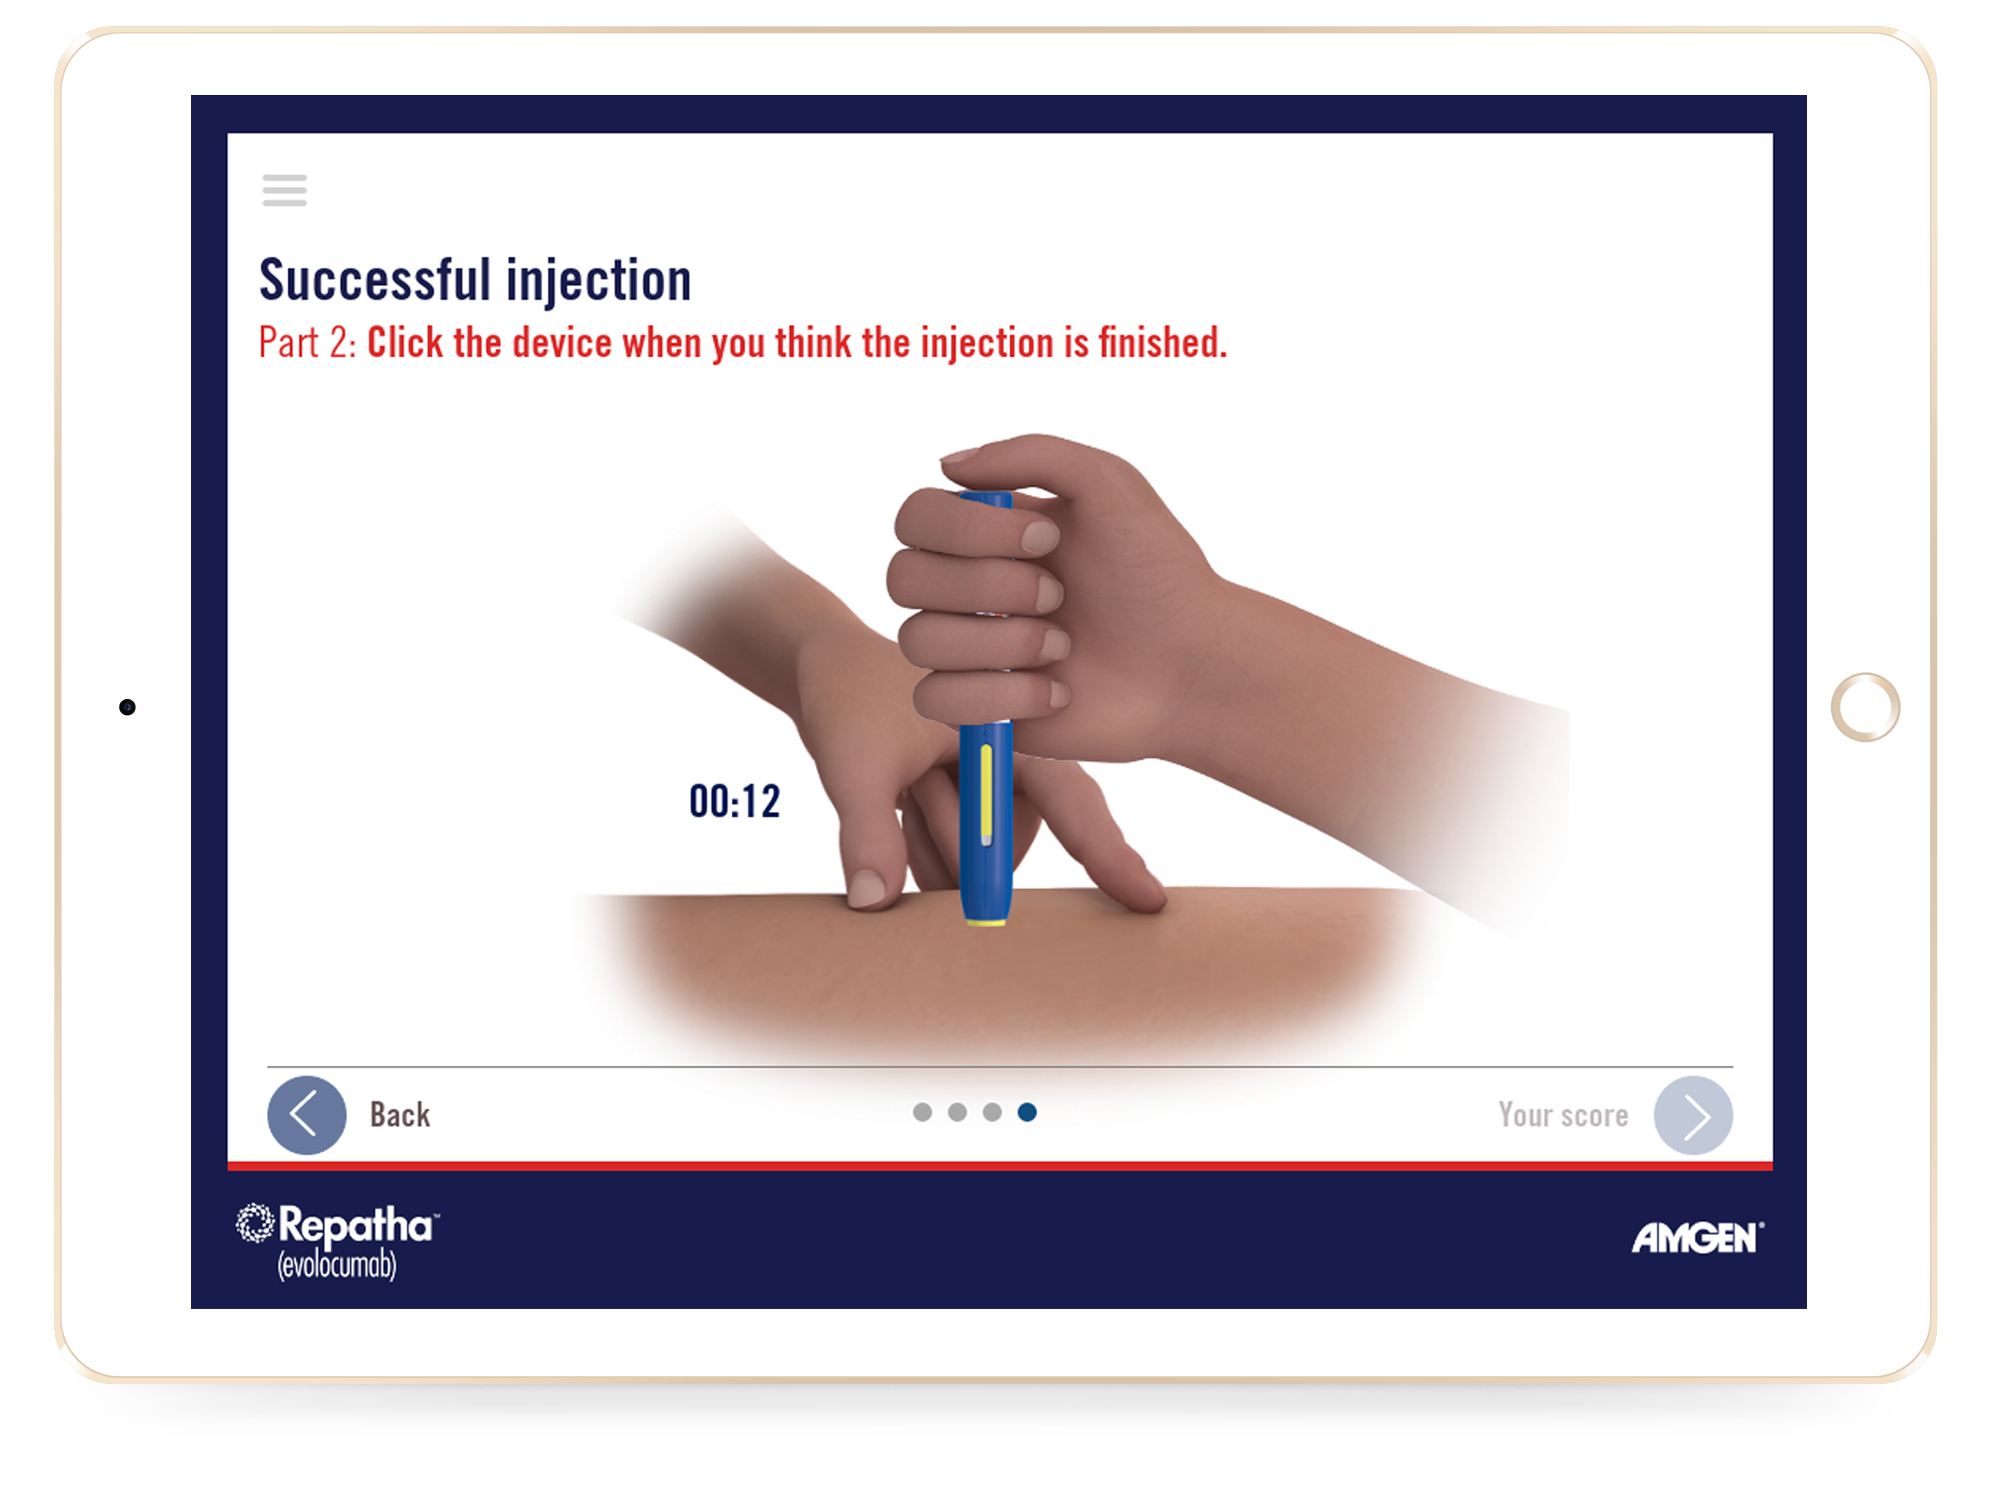 Successful injection
Part 2: Click the device when you think the injection is finished.
00:12
Back
Your score
Repatha™
(evolocumab)
AMGEN®